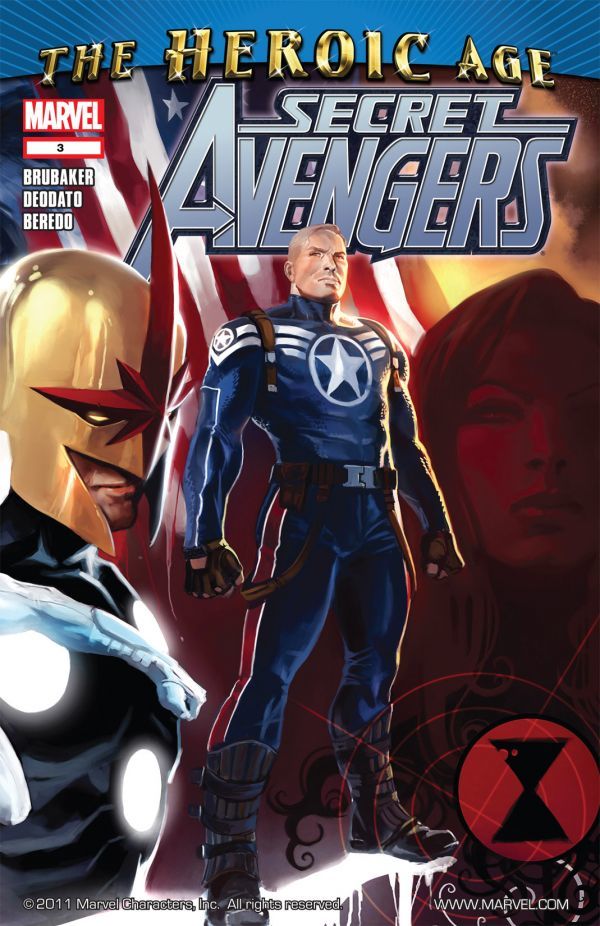 THE HEROIC AGE
MARVEL
3
SECRET
AVENGERS
BRUBAKER
DEODATO
BEREDO
© 2011 Marvel Characters, Inc. All rights reserved.
WWW.MARVEL.COM